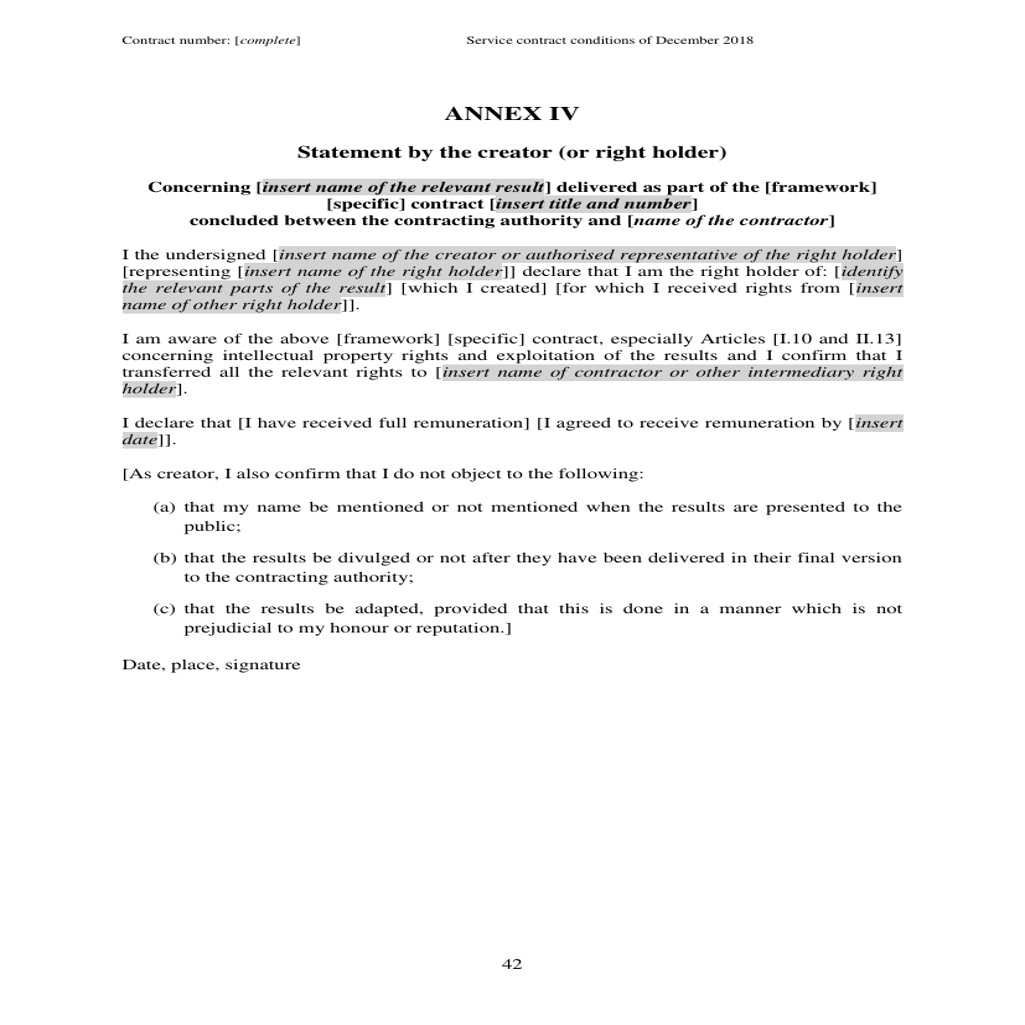 Contract number: [complete] Service contract conditions of December 2018
ANNEX IV
Statement by the creator (or right holder)
Concerning [insert name of the relevant result] delivered as part of the [framework]
[specific] contract [insert title and number]
concluded between the contracting authority and [name of the contractor]
I the undersigned [insert name of the creator or authorised representative of the right holder]
[representing [insert name of the right holder]] declare that I am the right holder of: [identify
the relevant parts of the result] [which I created] [for which I received rights from [insert
name of other right holder]].
I am aware of the above [framework] [specific] contract, especially Articles [I.10 and II.13]
concerning intellectual property rights and exploitation of the results and I confirm that I
transferred all the relevant rights to [insert name of contractor or other intermediary right
holder].
I declare that [I have received full remuneration] [I agreed to receive remuneration by [insert
date]].
[As creator, I also confirm that I do not object to the following:
(a) that my name be mentioned or not mentioned when the results are presented to the
public;
(b) that the results be divulged or not after they have been delivered in their final version
to the contracting authority;
(c) that the results be adapted, provided that this is done in a manner which is not
prejudicial to my honour or reputation.]
Date, place, signature
42